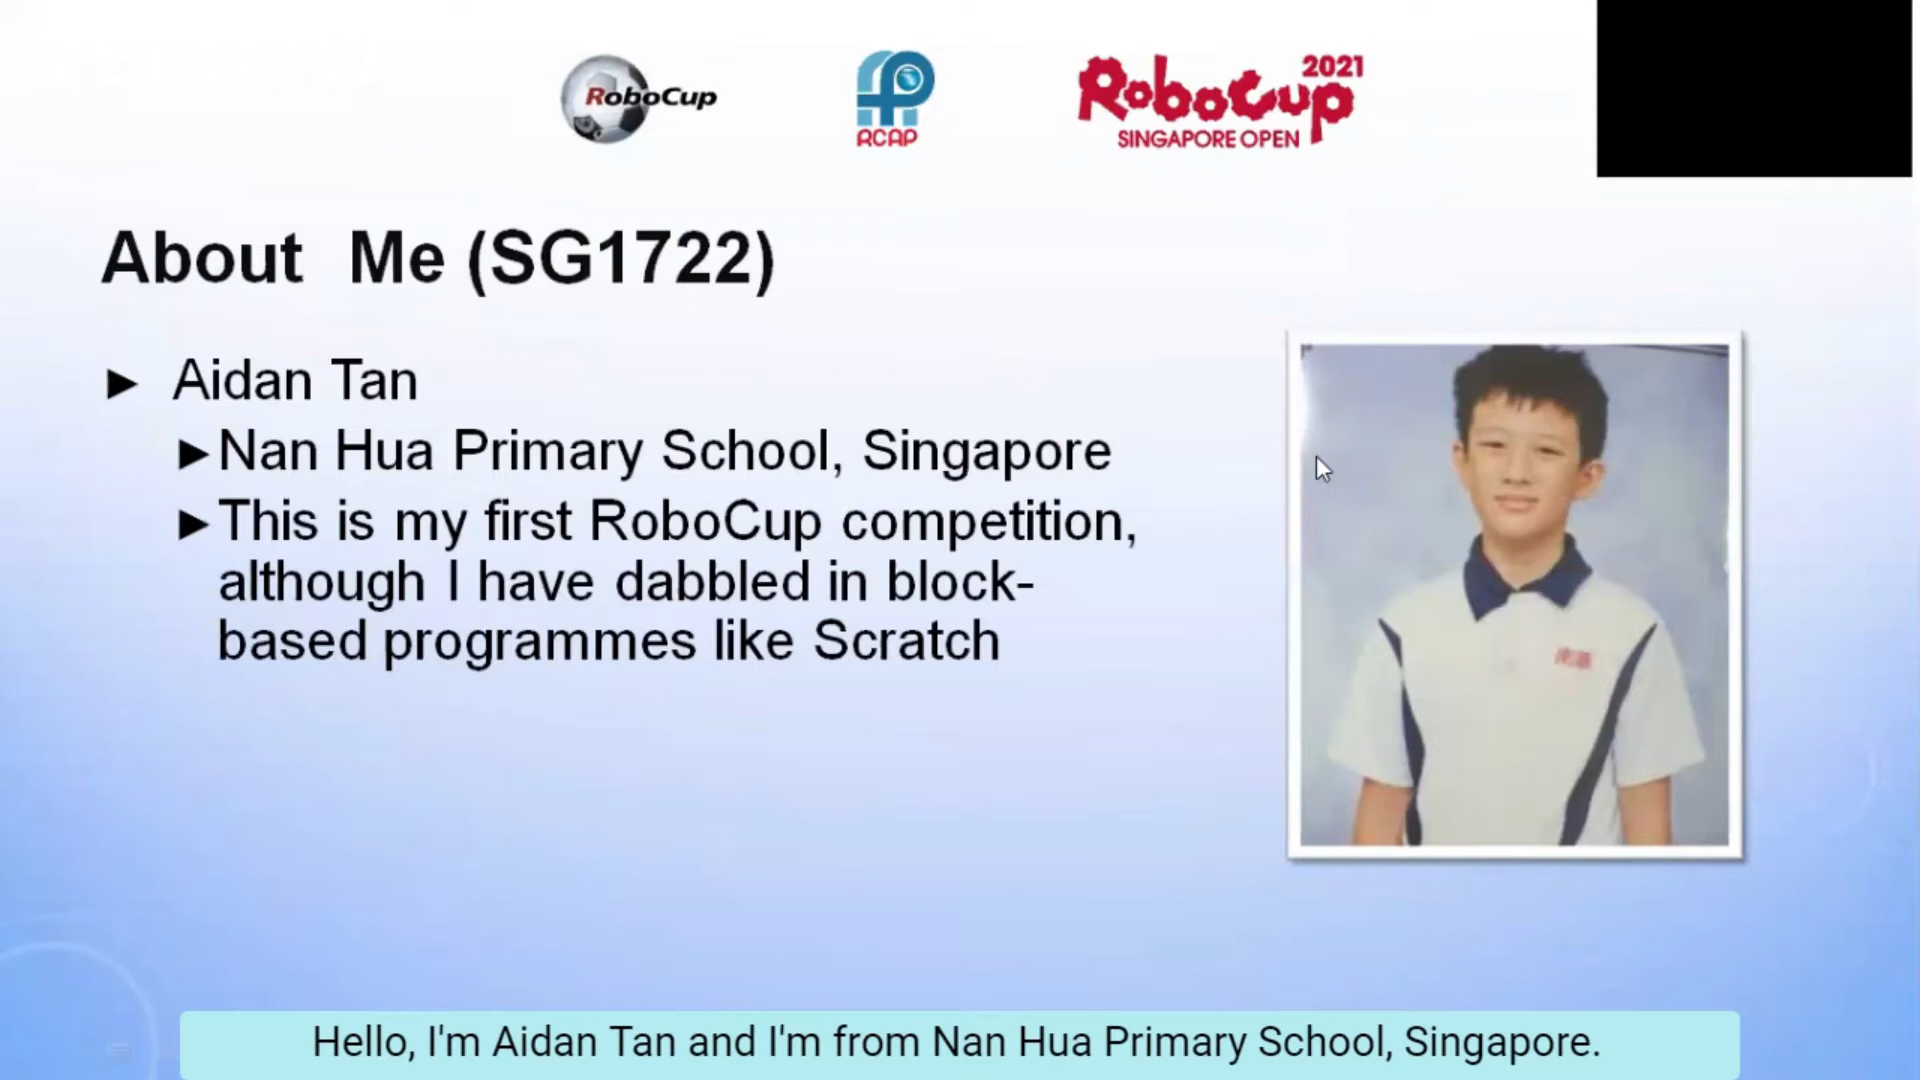 RoboCup
RCAP
RoboCup 2021
SINGAPORE OPEN
About Me (SG1722)
► Aidan Tan
►Nan Hua Primary School, Singapore
►This is my first RoboCup competition,
although I have dabbled in block-
based programmes like Scratch
南華
Hello, I'm Aidan Tan and I'm from Nan Hua Primary School, Singapore.